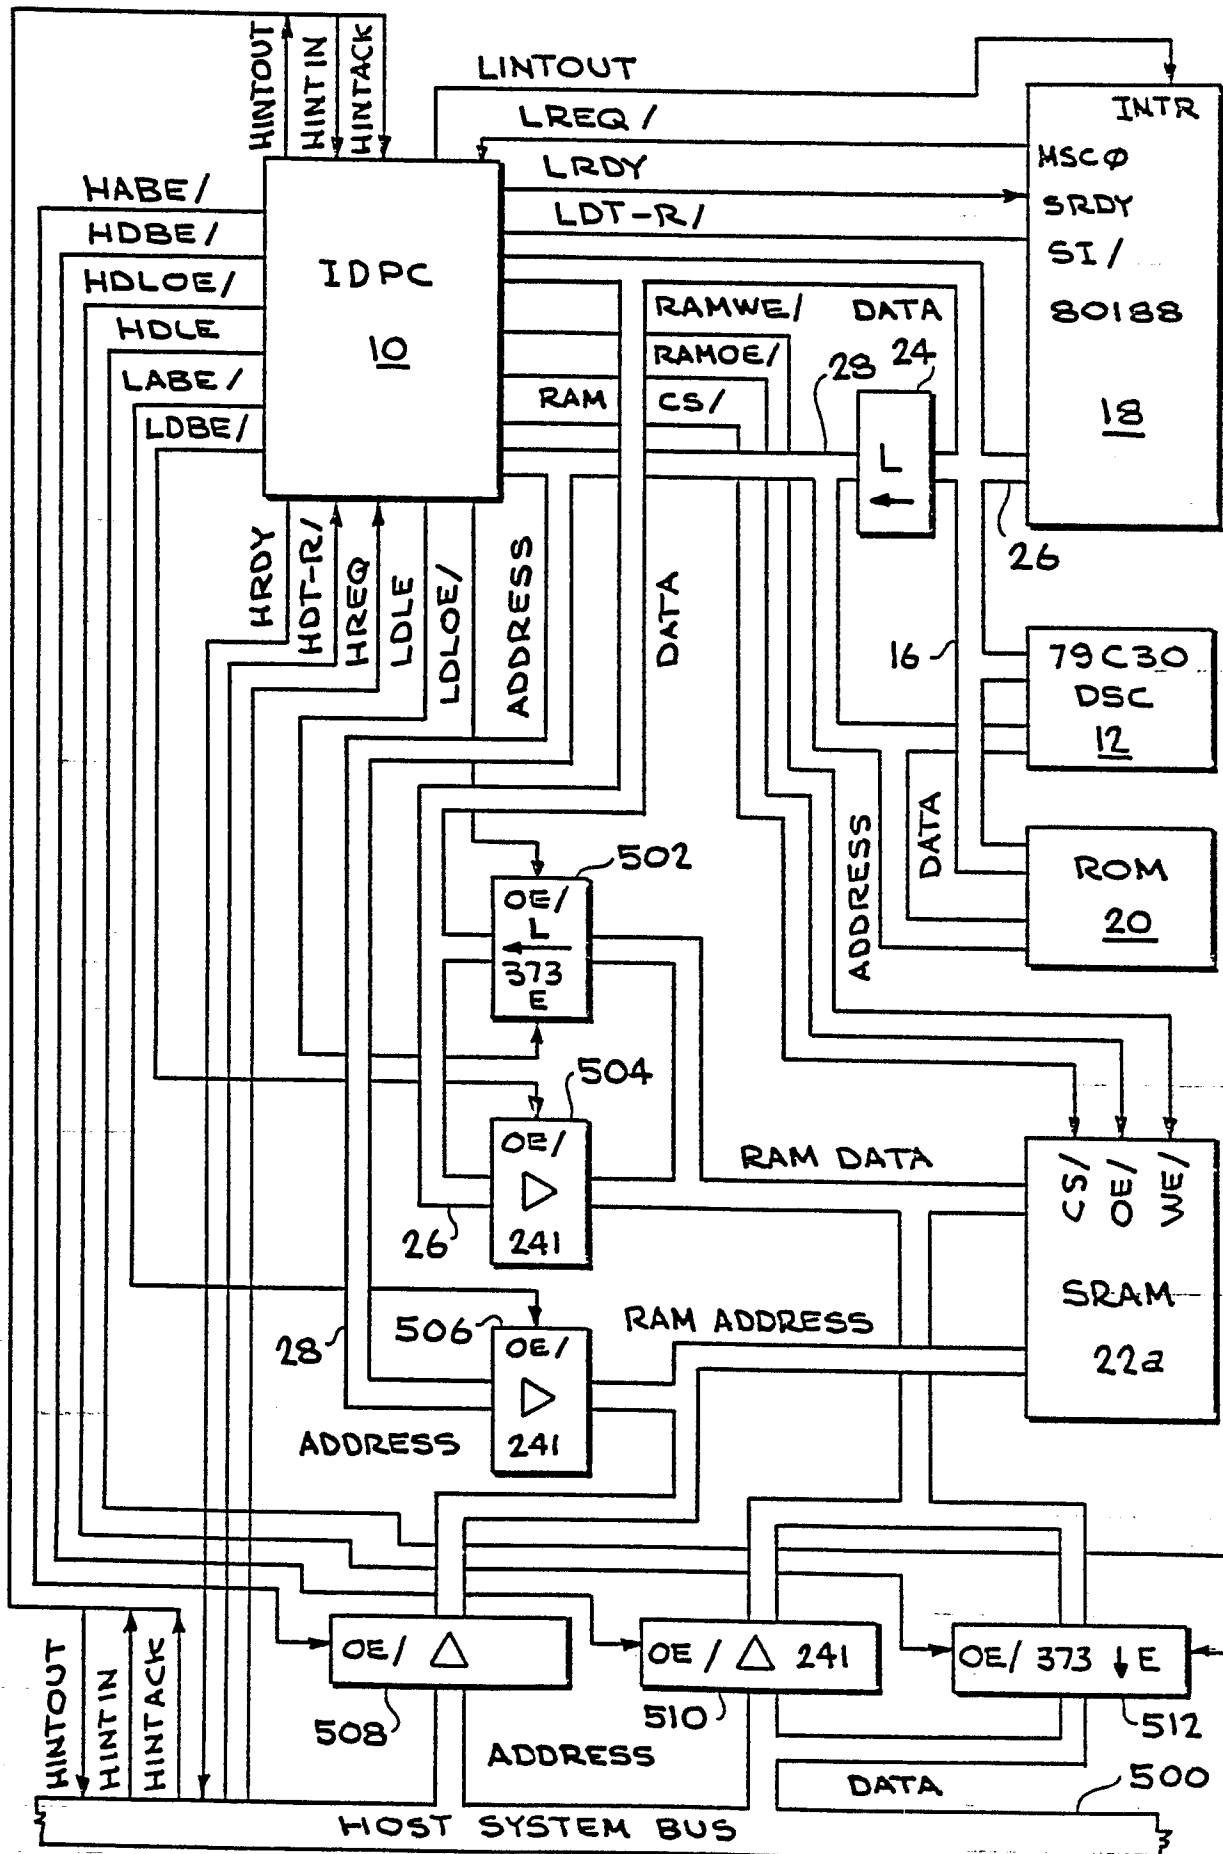 HINTOUT
HINTIN
HINTACK
LINTOUT
LREQ/
LRDY
LDT-R/
INTR
MSCØ
SRDY
SI/
80188
18
HABE/
HDBE/
HDLOE/
HDLE
LABE/
LDBE/
IDPC
10
RAMWE/
DATA
RAMOE/
24
28
RAM CS/
L
26
HRDY
HDT-R/
HREQ
LDLE
LDLOE/
ADDRESS
DATA
16
79C30
DSC
12
ADDRESS
DATA
ROM
20
502
OE/
L
373
E
504
OE/
241
26
RAM DATA
CS/
OE/
WE/
SRAM
22a
506
OE/
241
28
RAM ADDRESS
ADDRESS
OE/
508
OE/ 241
510
OE/ 373 E
512
HINTOUT
HINTIN
HINTACK
ADDRESS
DATA
500
HOST SYSTEM BUS